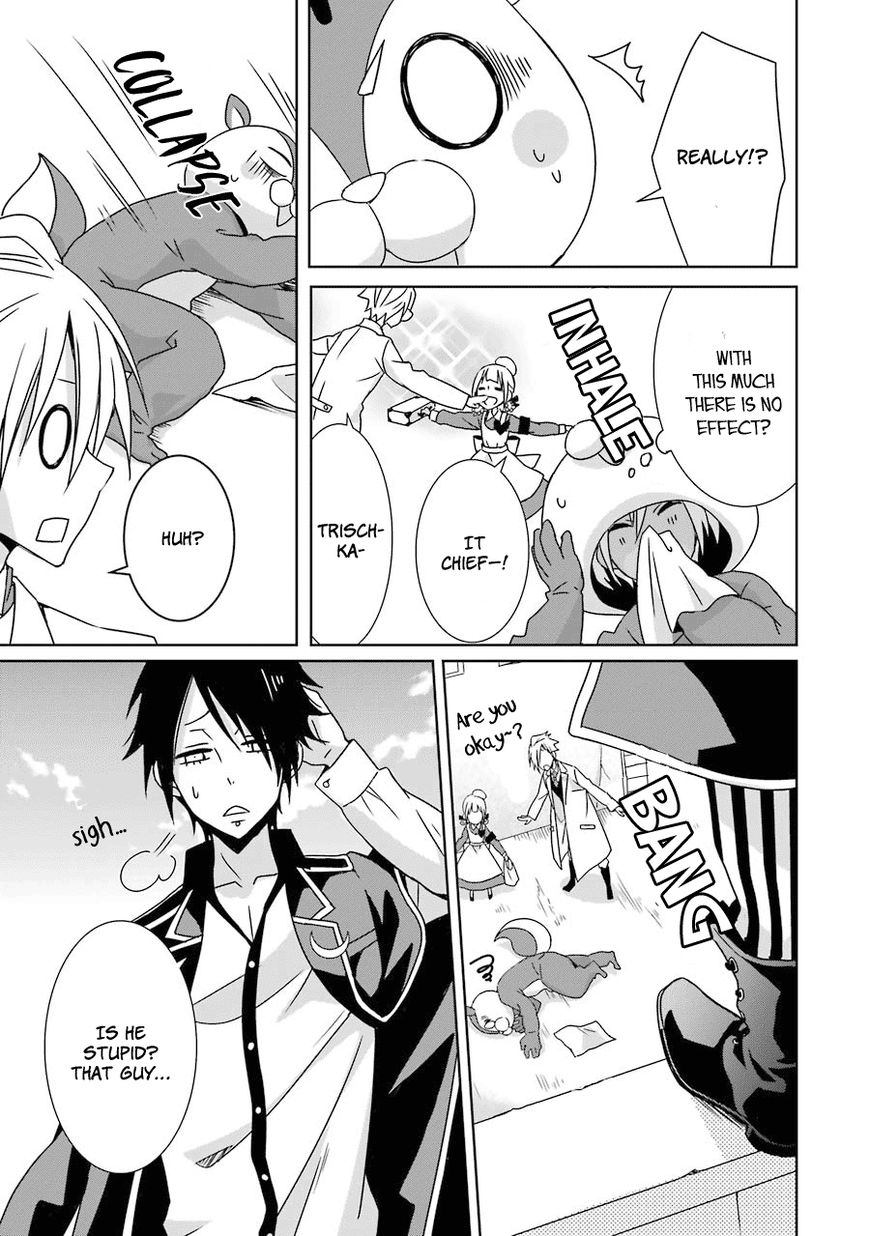 REALLY!?
WITH
THIS MUCH
THERE IS NO
EFFECT?
INHALE
IT
CHIEF-!
TRISCH-
KA-
COLLAPSE
HUH?
Are you
okay~?
BANG
sigh...
IS HE
STUPID?
THAT GUY...